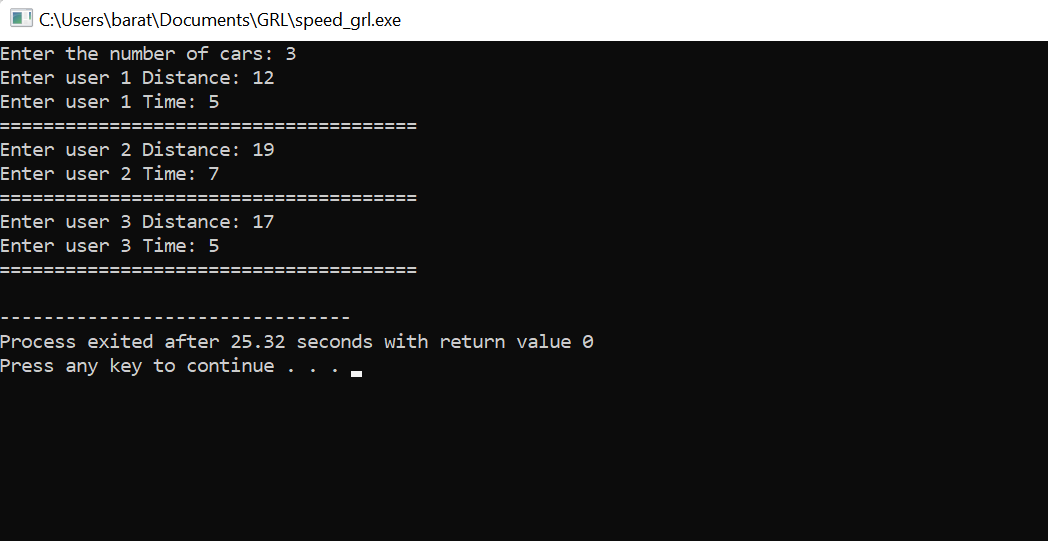 C:\Users\barat\Documents\GRL\speed_grl.exe
Enter the number of cars: 3
Enter user 1 Distance: 12
Enter user 1 Time: 5
======================================
Enter user 2 Distance: 19
Enter user 2 Time: 7
======================================
Enter user 3 Distance: 17
Enter user 3 Time: 5
======================================
--------------------------------
Process exited after 25.32 seconds with return value 0
Press any key to continue . . .